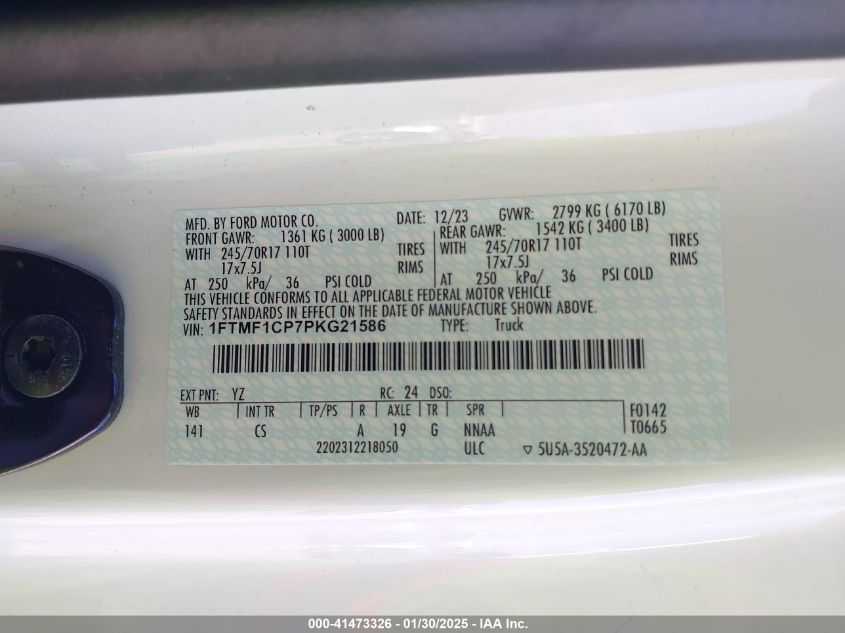 MFD. BY FORD MOTOR CO. DATE: 12/23 GVWR: 2799 KG ( 6170 LB)
FRONT GAWR: 1361 KG ( 3000 LB) REAR GAWR: 1542 KG ( 3400 LB)
WITH 245/70R17 110T TIRES WITH 245/70R17 110T TIRES
17x7.5J RIMS 17x7.5J RIMS
AT 250 kPa/ 36 PSI COLD AT 250 kPa/ 36 PSI COLD
THIS VEHICLE CONFORMS TO ALL APPLICABLE FEDERAL MOTOR VEHICLE
SAFETY STANDARDS IN EFFECT ON THE DATE OF MANUFACTURE SHOWN ABOVE.
VIN: 1FTMF1CP7PKG21586 TYPE: Truck
EXT PNT: YZ RC: 24 DSO:
WB INT TR TP/PS R AXLE TR SPR F0142
141 CS A 19 G NNAA T0665
2202312218050 ULC ▽ 5U5A-3520472-AA
000-41473326 - 01/30/2025 - IAA Inc.